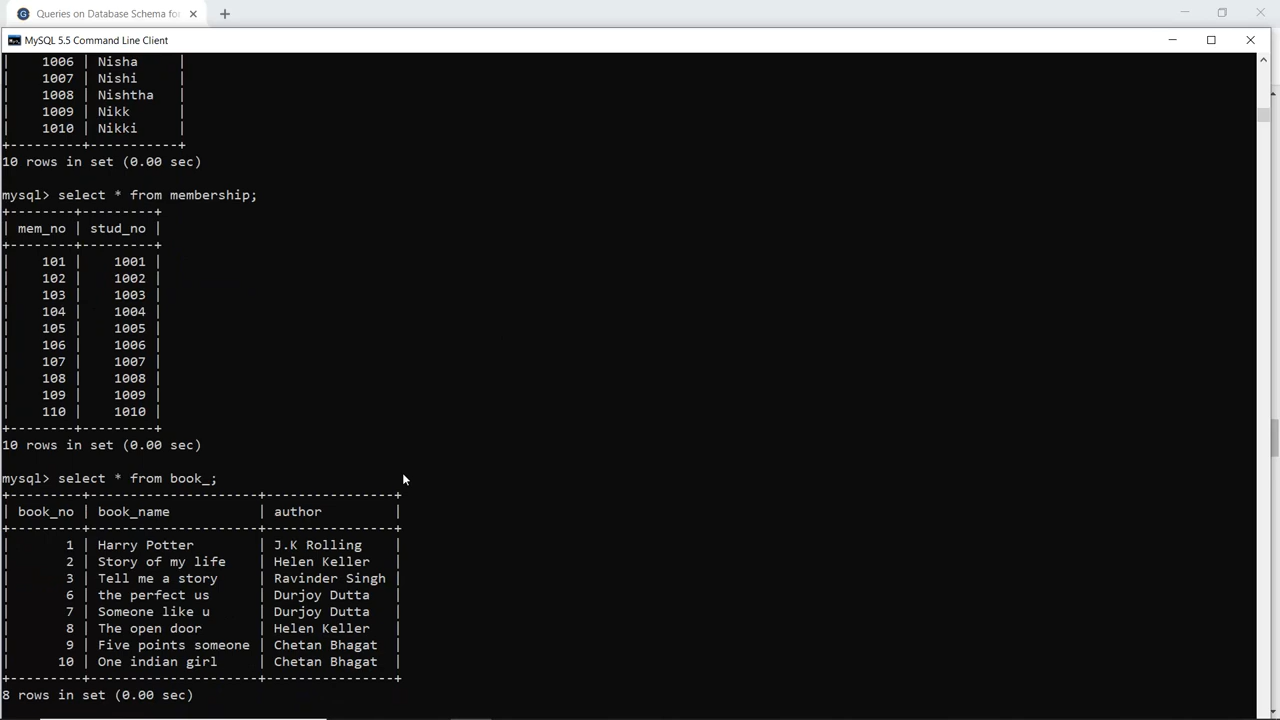 Queries on Database Schema for
MySQL 5.5 Command Line Client
| 1006 | Nisha |
| 1007 | Nishi |
| 1008 | Nishtha |
| 1009 | Nikk |
| 1010 | Nikki |
+---------+-----------+
10 rows in set (0.00 sec)
mysql> select * from membership;
+--------+---------+
| mem_no | stud_no |
+--------+---------+
| 101 | 1001 |
| 102 | 1002 |
| 103 | 1003 |
| 104 | 1004 |
| 105 | 1005 |
| 106 | 1006 |
| 107 | 1007 |
| 108 | 1008 |
| 109 | 1009 |
| 110 | 1010 |
+--------+---------+
10 rows in set (0.00 sec)
mysql> select * from book_;
+---------+---------------------+----------------+
| book_no | book_name | author |
+---------+---------------------+----------------+
| 1 | Harry Potter | J.K Rolling |
| 2 | Story of my life | Helen Keller |
| 3 | Tell me a story | Ravinder Singh |
| 6 | the perfect us | Durjoy Dutta |
| 7 | Someone like u | Durjoy Dutta |
| 8 | The open door | Helen Keller |
| 9 | Five points someone | Chetan Bhagat |
| 10 | One indian girl | Chetan Bhagat |
+---------+---------------------+----------------+
8 rows in set (0.00 sec)